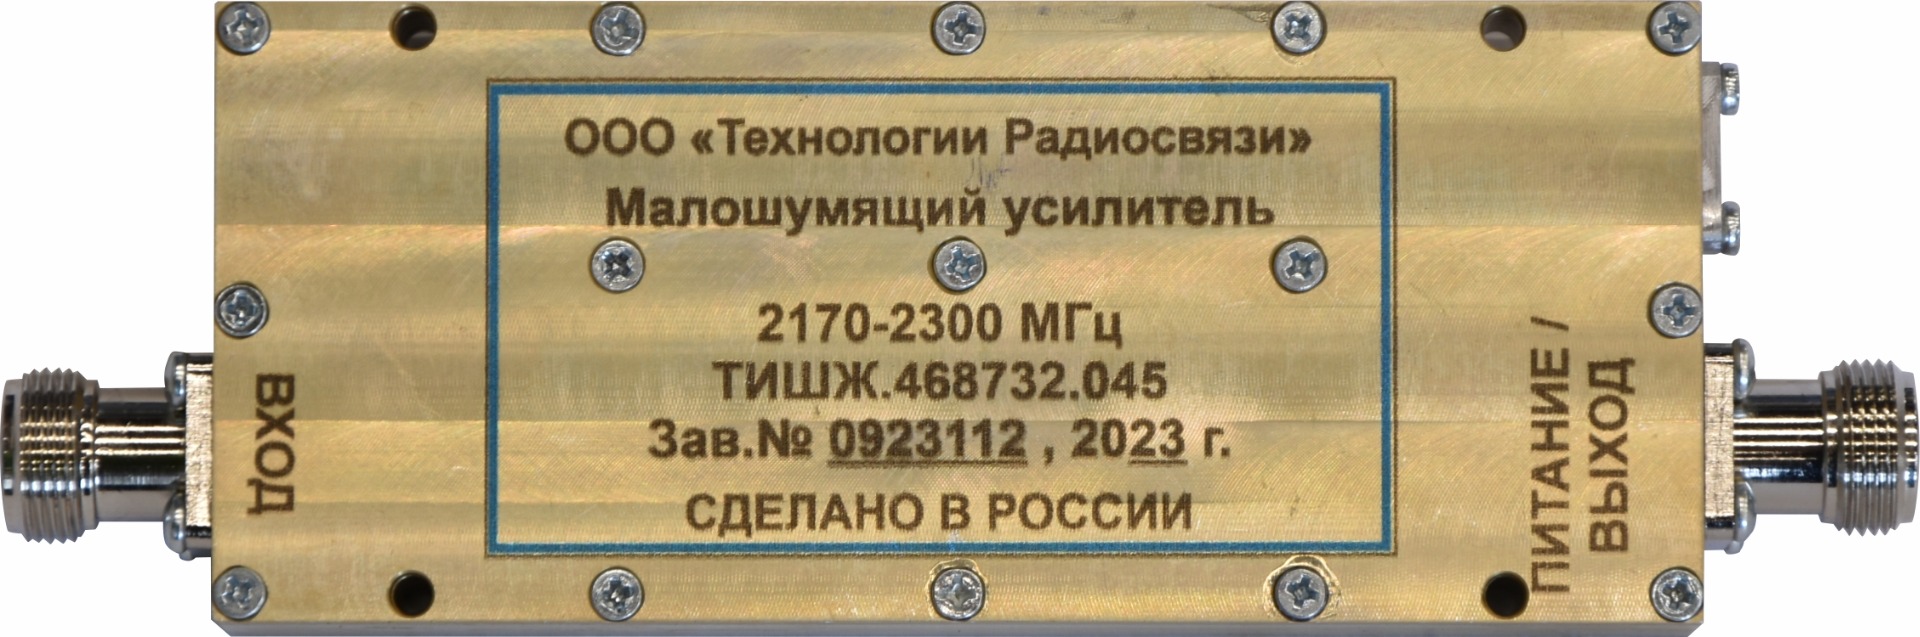 ООО «Технологии Радиосвязи»
Малошумящий усилитель
2170-2300 МГц
ТИШЖ.468732.045
Зав.№ 0923112 , 2023 г.
СДЕЛАНО В РОССИИ
ВХОД
ПИТАНИЕ /
ВЫХОД